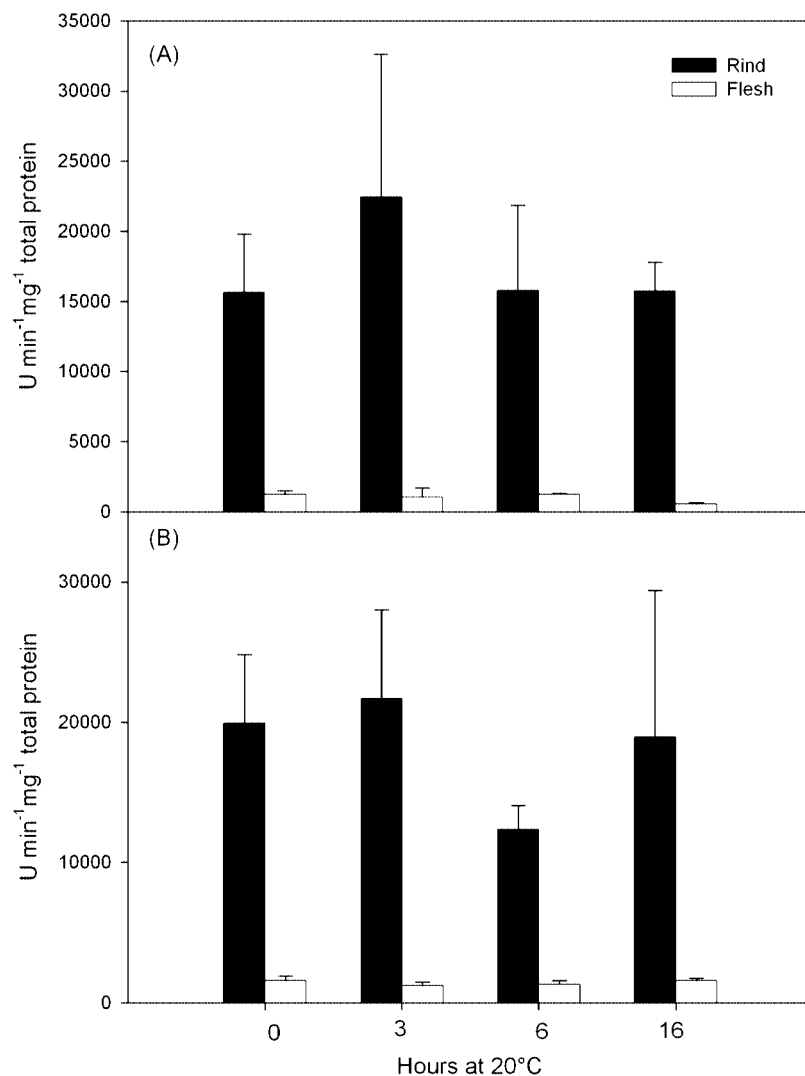 35000
(A)
Rind
Flesh
30000
25000
20000
15000
10000
5000
0
U min⁻¹mg⁻¹ total protein
(B)
30000
20000
10000
0
U min⁻¹mg⁻¹ total protein
0 3 6 16
Hours at 20°C